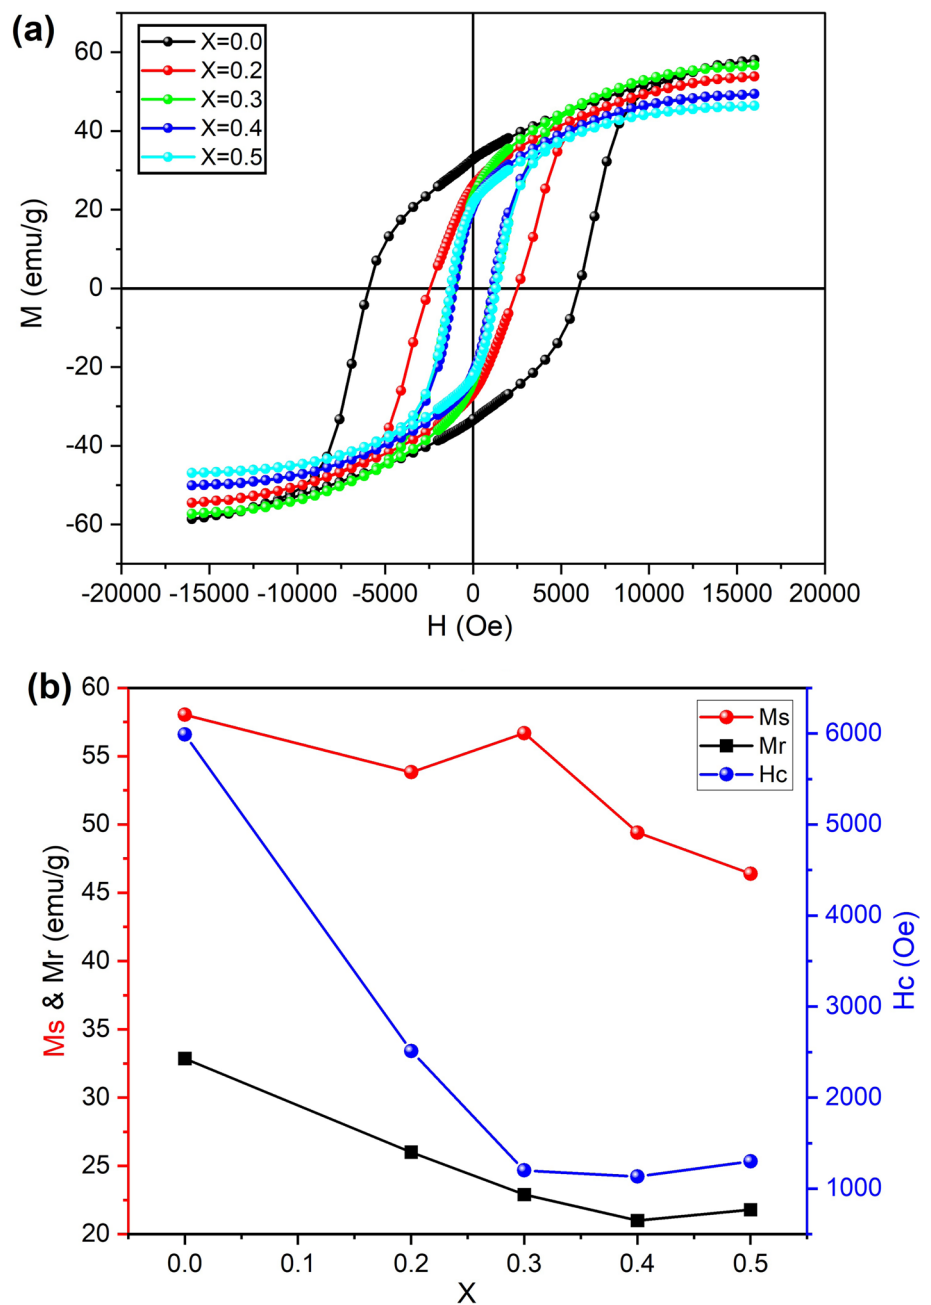 (a)
X=0.0
X=0.2
X=0.3
X=0.4
X=0.5
60
40
20
0
-20
-40
-60
M (emu/g)
-20000 -15000 -10000 -5000 0 5000 10000 15000 20000
H (Oe)
(b)
Ms
Mr
Hc
60
55
50
45
40
35
30
25
20
Ms & Mr (emu/g)
6000
5000
4000
3000
2000
1000
Hc (Oe)
0.0 0.1 0.2 0.3 0.4 0.5
X